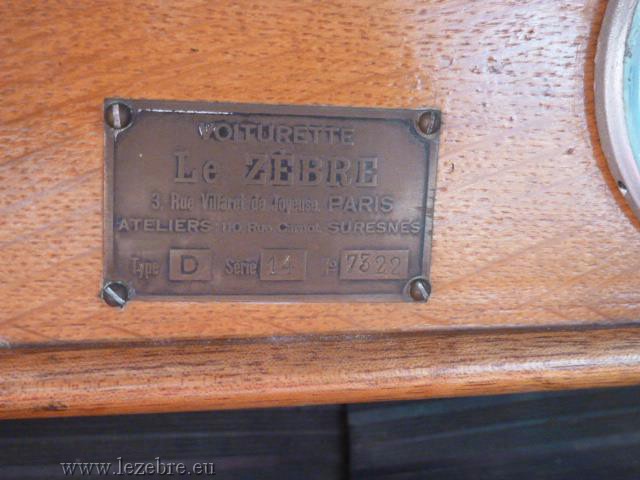 VOITURETTE
Le ZÈBRE
3, Rue Villaret de Joyeuse, PARIS
ATELIERS: 110, Rue Carnot, SURESNES
Type D Série 14 No 7322
www.lezebre.eu